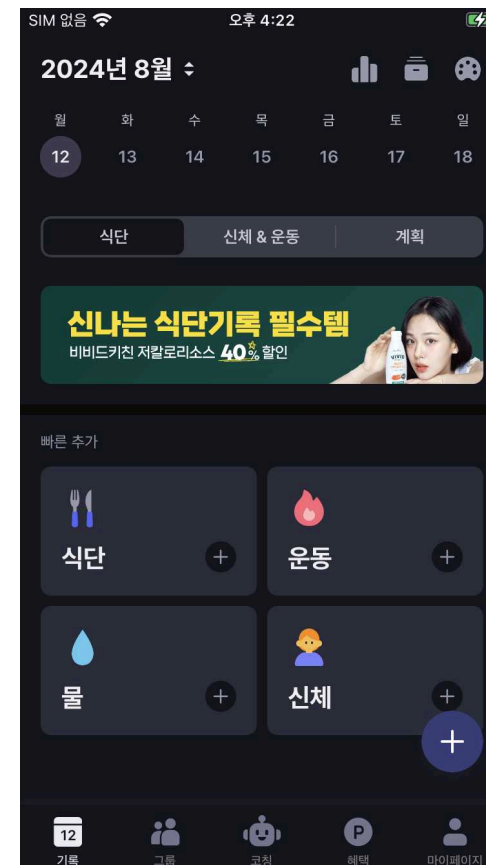 SIM 없음 오후 4:22
2024년 8월
월 화 수 목 금 토 일
12 13 14 15 16 17 18
식단 신체 & 운동 계획
신나는 식단기록 필수템
비비드키친 저칼로리소스 40% 할인
빠른 추가
식단 운동
물 신체
12 P
기록 그룹 코칭 혜택 마이페이지